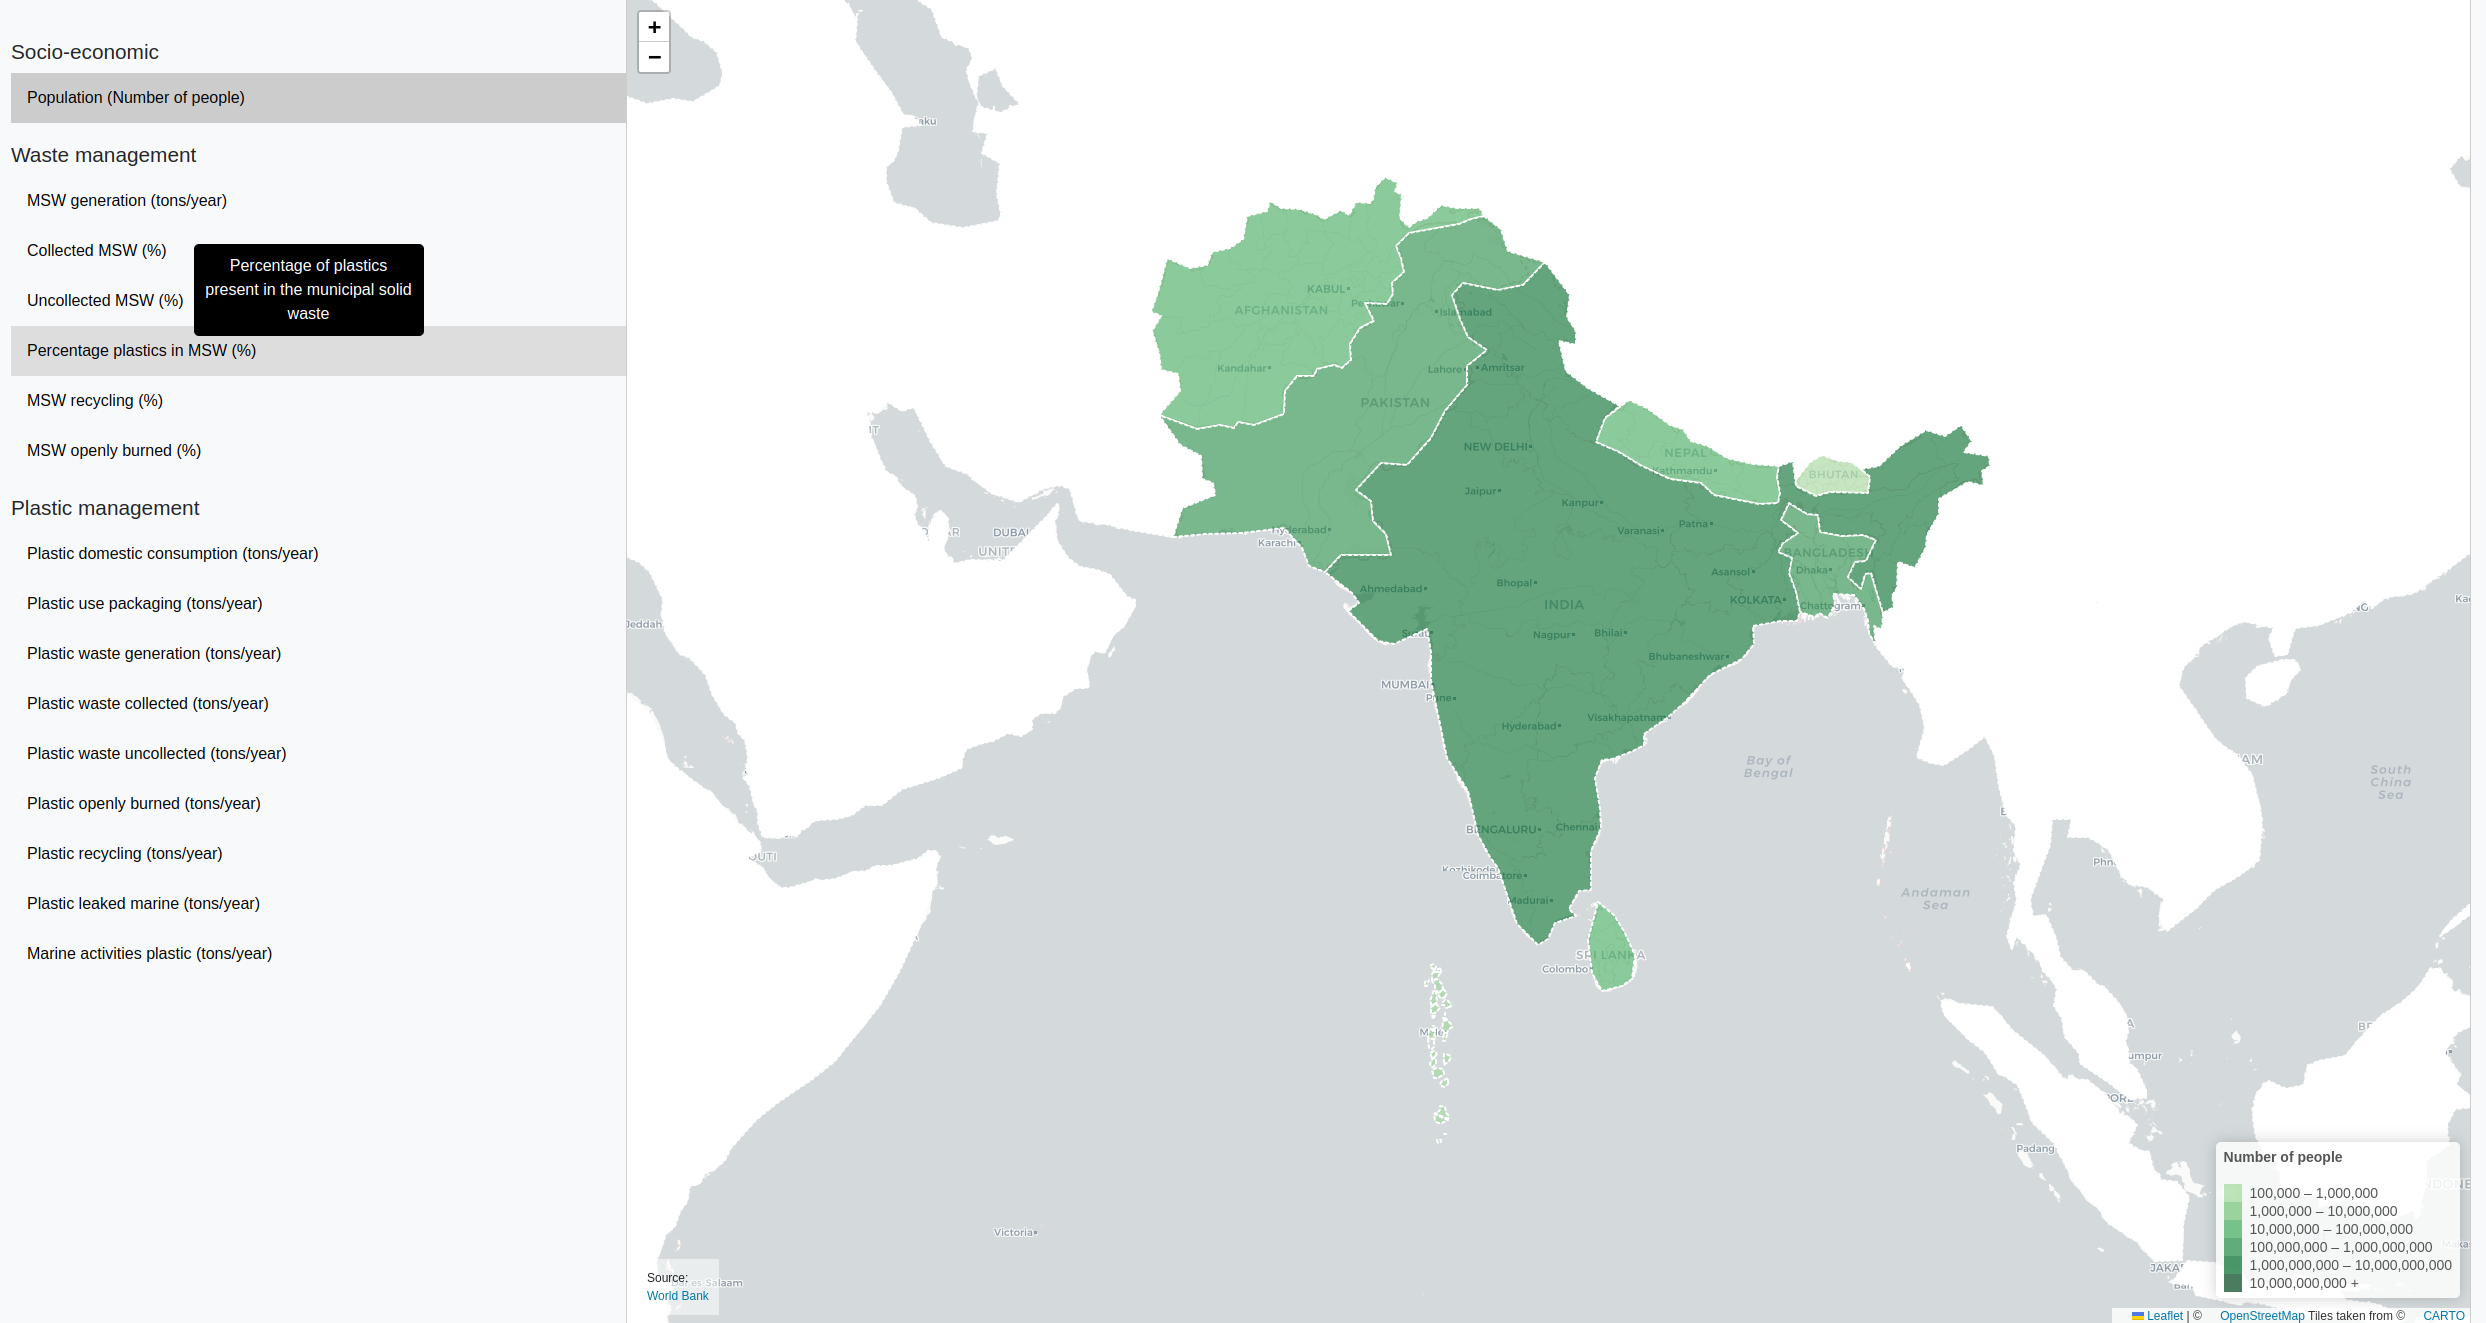 Socio-economic
Population (Number of people)
Waste management
MSW generation (tons/year)
Collected MSW (%)
Percentage of plastics
present in the municipal solid
waste
Uncollected MSW (%)
Percentage plastics in MSW (%)
MSW recycling (%)
MSW openly burned (%)
Plastic management
Plastic domestic consumption (tons/year)
Plastic use packaging (tons/year)
Plastic waste generation (tons/year)
Plastic waste collected (tons/year)
Plastic waste uncollected (tons/year)
Plastic openly burned (tons/year)
Plastic recycling (tons/year)
Plastic leaked marine (tons/year)
Marine activities plastic (tons/year)
+
−
KABUL
AFGHANISTAN
Islamabad
Kandahar
Lahore
Amritsar
PAKISTAN
NEW DELHI
NEPAL
Kathmandu
BHUTAN
Jaipur
Kanpur
Patna
Varanasi
Hyderabad
Karachi
DUBAI
BANGLADESH
Dhaka
Asansol
Bhopal
Ahmedabad
KOLKATA
INDIA
Chattogram
Jeddah
Surat
Nagpur
Bhilai
Bhubaneshwar
MUMBAI
Pune
Visakhapatnam
Hyderabad
Bay of
Bengal
South
China
Sea
BENGALURU
Chennai
Kozhikode
Coimbatore
Madurai
Andaman
Sea
SRI LANKA
Colombo
Male
Padang
Victoria
Number of people
100,000 – 1,000,000
1,000,000 – 10,000,000
10,000,000 – 100,000,000
100,000,000 – 1,000,000,000
1,000,000,000 – 10,000,000,000
10,000,000,000 +
Source:
World Bank
Leaflet | © OpenStreetMap Tiles taken from © CARTO